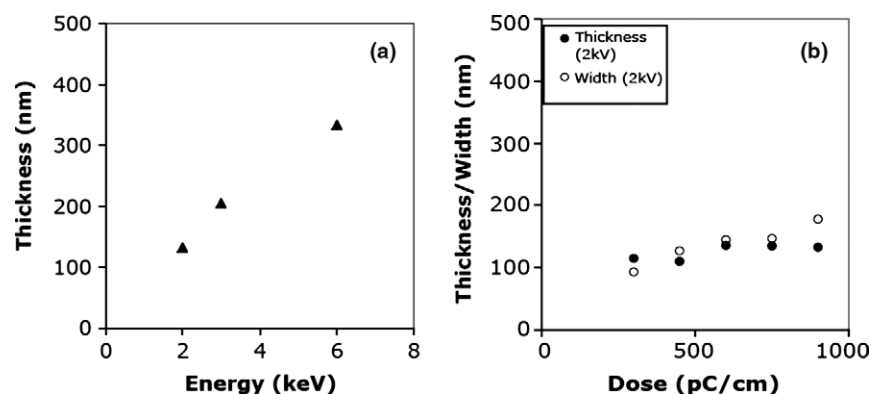 500
400
300
200
100
0
0 2 4 6 8
Thickness (nm)
Energy (keV)
(a)
500
400
300
200
100
0
0 500 1000
Thickness/Width (nm)
Dose (pC/cm)
(b)
Thickness
(2kV)
Width (2kV)